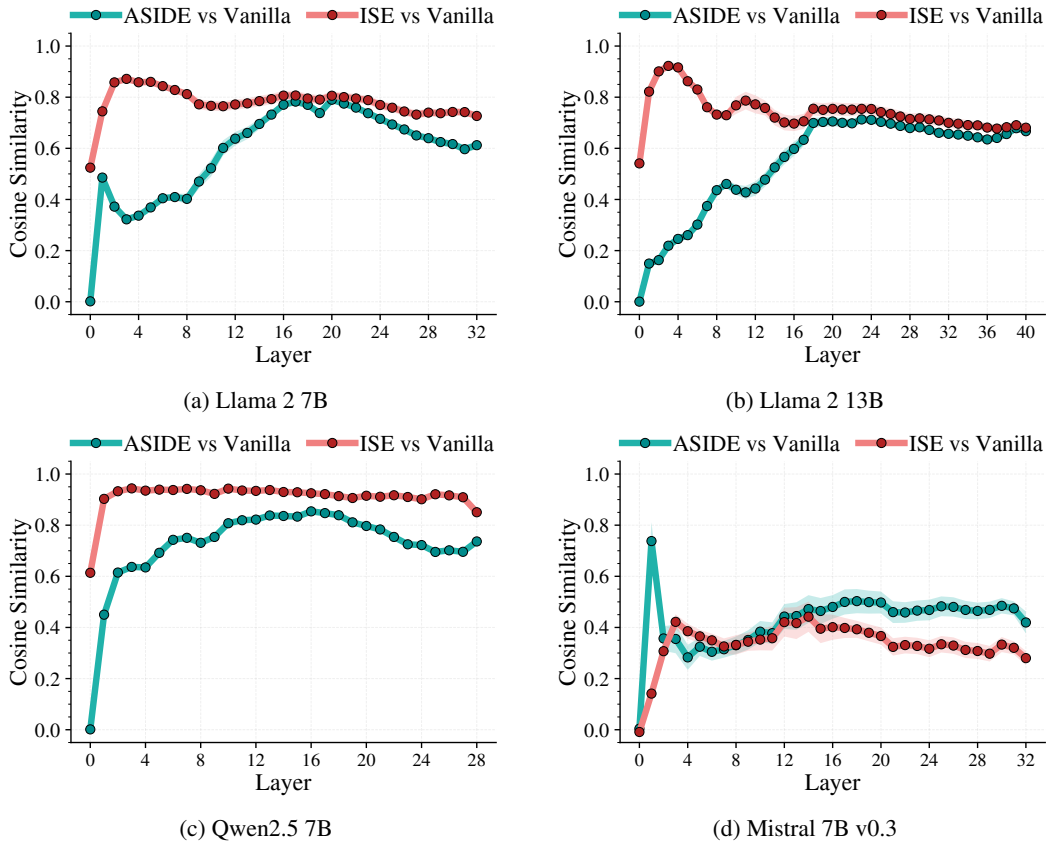 ASIDE vs Vanilla ISE vs Vanilla
1.0
0.8
0.6
0.4
0.2
0.0
Cosine Similarity
0 4 8 12 16 20 24 28 32
Layer
(a) Llama 2 7B
ASIDE vs Vanilla ISE vs Vanilla
1.0
0.8
0.6
0.4
0.2
0.0
Cosine Similarity
0 4 8 12 16 20 24 28 32 36 40
Layer
(b) Llama 2 13B
ASIDE vs Vanilla ISE vs Vanilla
1.0
0.8
0.6
0.4
0.2
0.0
Cosine Similarity
0 4 8 12 16 20 24 28
Layer
(c) Qwen2.5 7B
ASIDE vs Vanilla ISE vs Vanilla
1.0
0.8
0.6
0.4
0.2
0.0
Cosine Similarity
0 4 8 12 16 20 24 28 32
Layer
(d) Mistral 7B v0.3